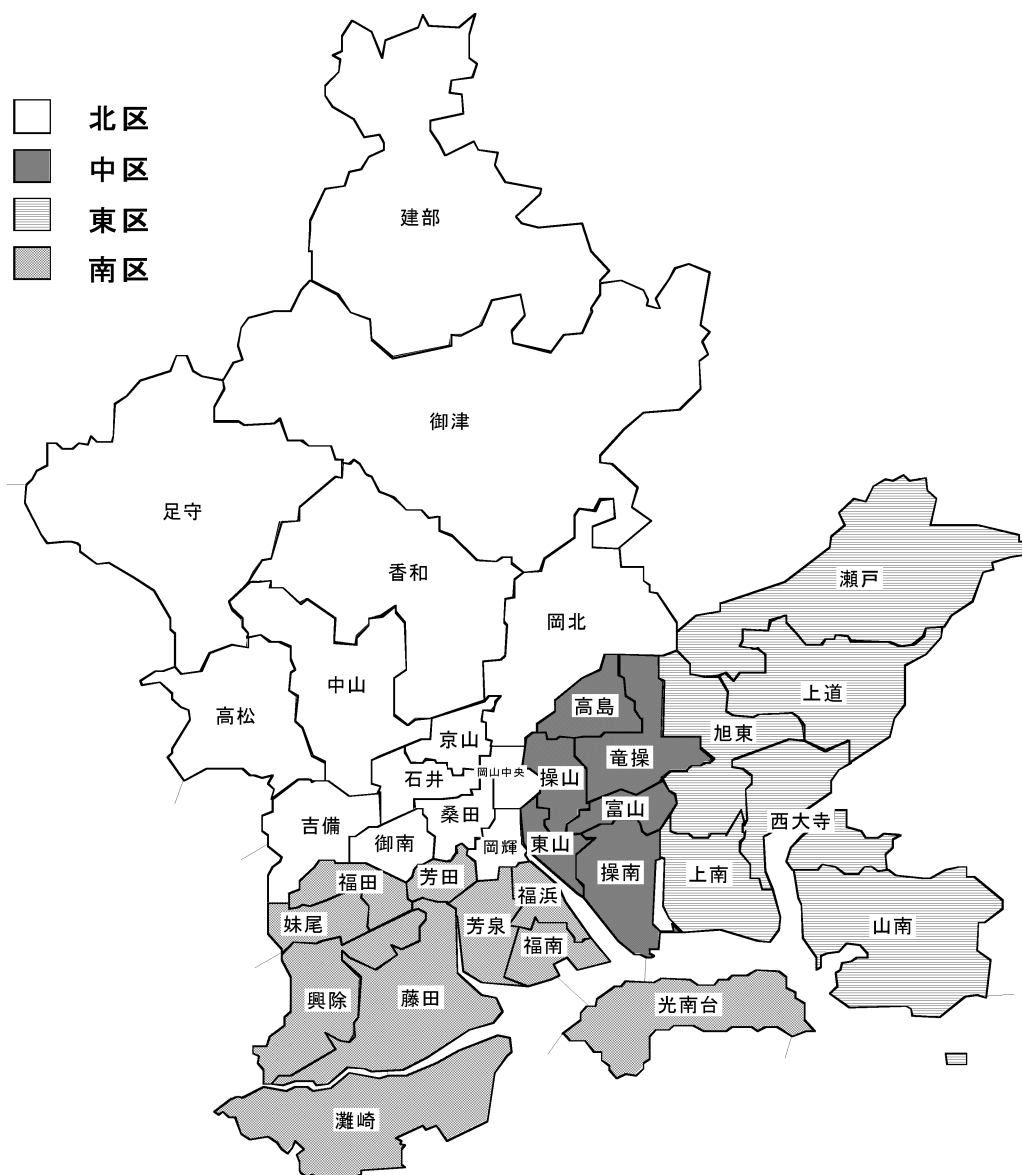 北区
中区
東区
南区
建部
御津
足守
香和
瀬戸
岡北
中山
上道
高島
高松
旭東
京山
竜操
岡山中央
石井
操山
富山
桑田
西大寺
吉備
御南
岡輝
東山
芳田
操南
上南
福田
福浜
妹尾
芳泉
山南
福南
興除
藤田
光南台
灘崎